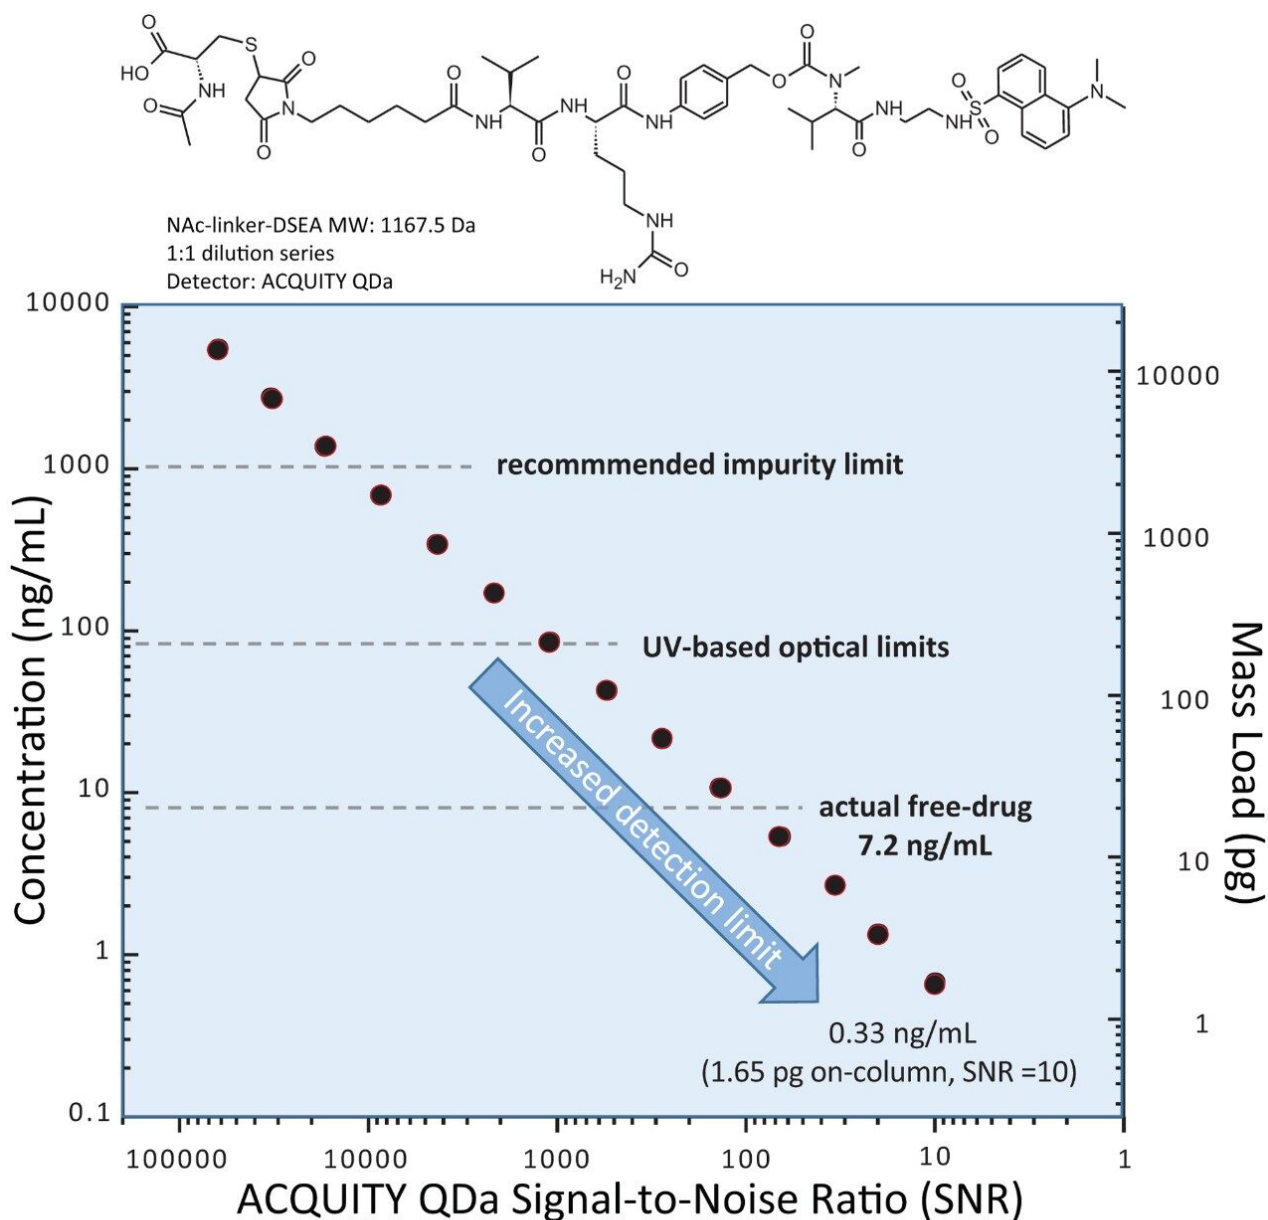 O
HO
S
O
NH
O
O
N
O
O
NH
O
NH
O
NH
NH
O
H₂N
O
O
N
O
NH
NH
O
S
O
N
NAc-linker-DSEA MW: 1167.5 Da
1:1 dilution series
Detector: ACQUITY QDa
10000
1000
100
10
1
0.1
Concentration (ng/mL)
recommmended impurity limit
UV-based optical limits
Increased detection limit
actual free-drug
7.2 ng/mL
0.33 ng/mL
(1.65 pg on-column, SNR =10)
10000
1000
100
10
1
Mass Load (pg)
100000 10000 1000 100 10 1
ACQUITY QDa Signal-to-Noise Ratio (SNR)